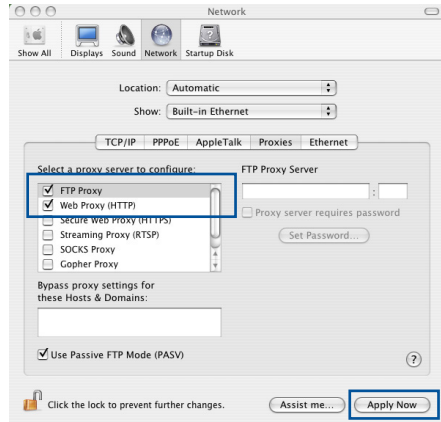 Network
Show All Displays Sound Network Startup Disk
Location: Automatic
Show: Built-in Ethernet
TCP/IP PPPoE AppleTalk Proxies Ethernet
Select a proxy server to configure: FTP Proxy Server
FTP Proxy :
Web Proxy (HTTP) Proxy server requires password
Secure Web Proxy (HTTPS)
Streaming Proxy (RTSP) Set Password...
SOCKS Proxy
Gopher Proxy
Bypass proxy settings for
these Hosts & Domains:
Use Passive FTP Mode (PASV) ?
Click the lock to prevent further changes. Assist me... Apply Now